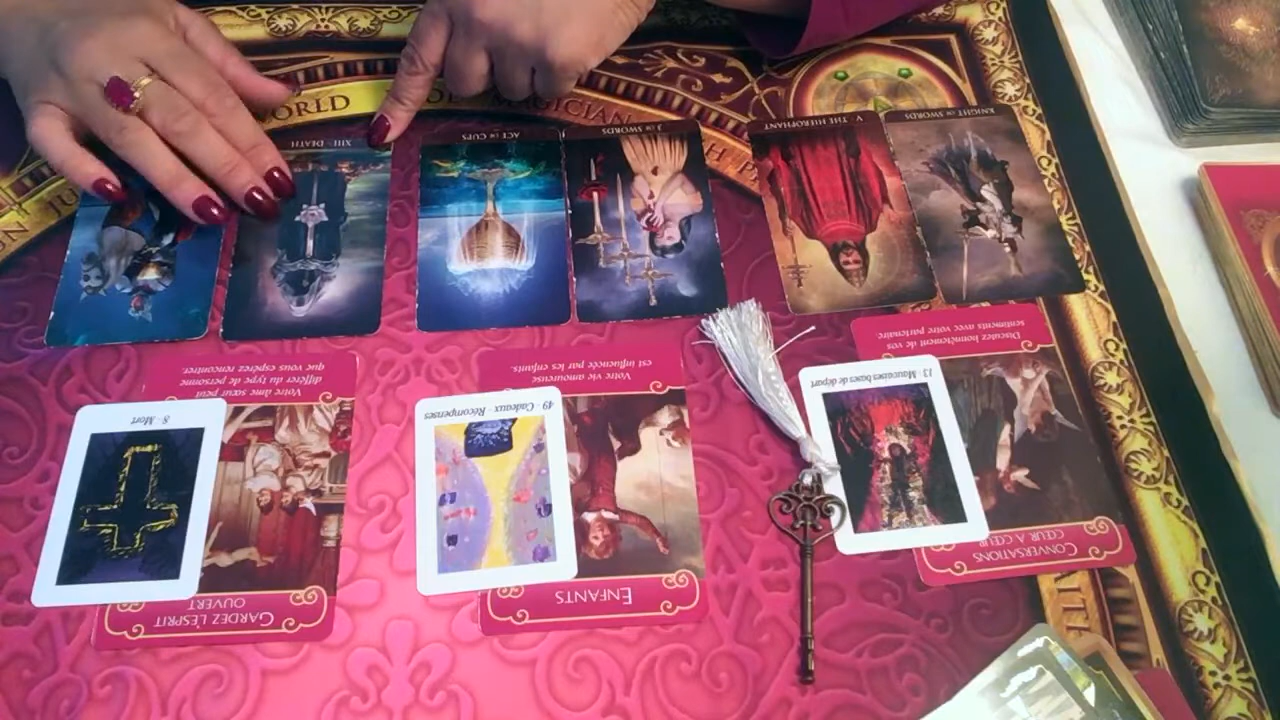 WORLD
MAGICIAN
XIII · DEATH
ACT OF CUPS
3 OF SWORDS
V. THE HIEROPHANT
KNIGHT OF SWORDS
Votre âme sœur peut
différer du type de personne
que vous espérez rencontrer.
8 - Mort
GARDEZ L'ESPRIT
OUVERT
Votre vie amoureuse
est influencée par les enfants.
49 - Cadeaux - Récompenses
ENFANTS
Discutez honnêtement de vos
sentiments avec votre partenaire.
13 - Mauvaises bases de départ
CONVERSATIONS
CŒUR À CŒUR